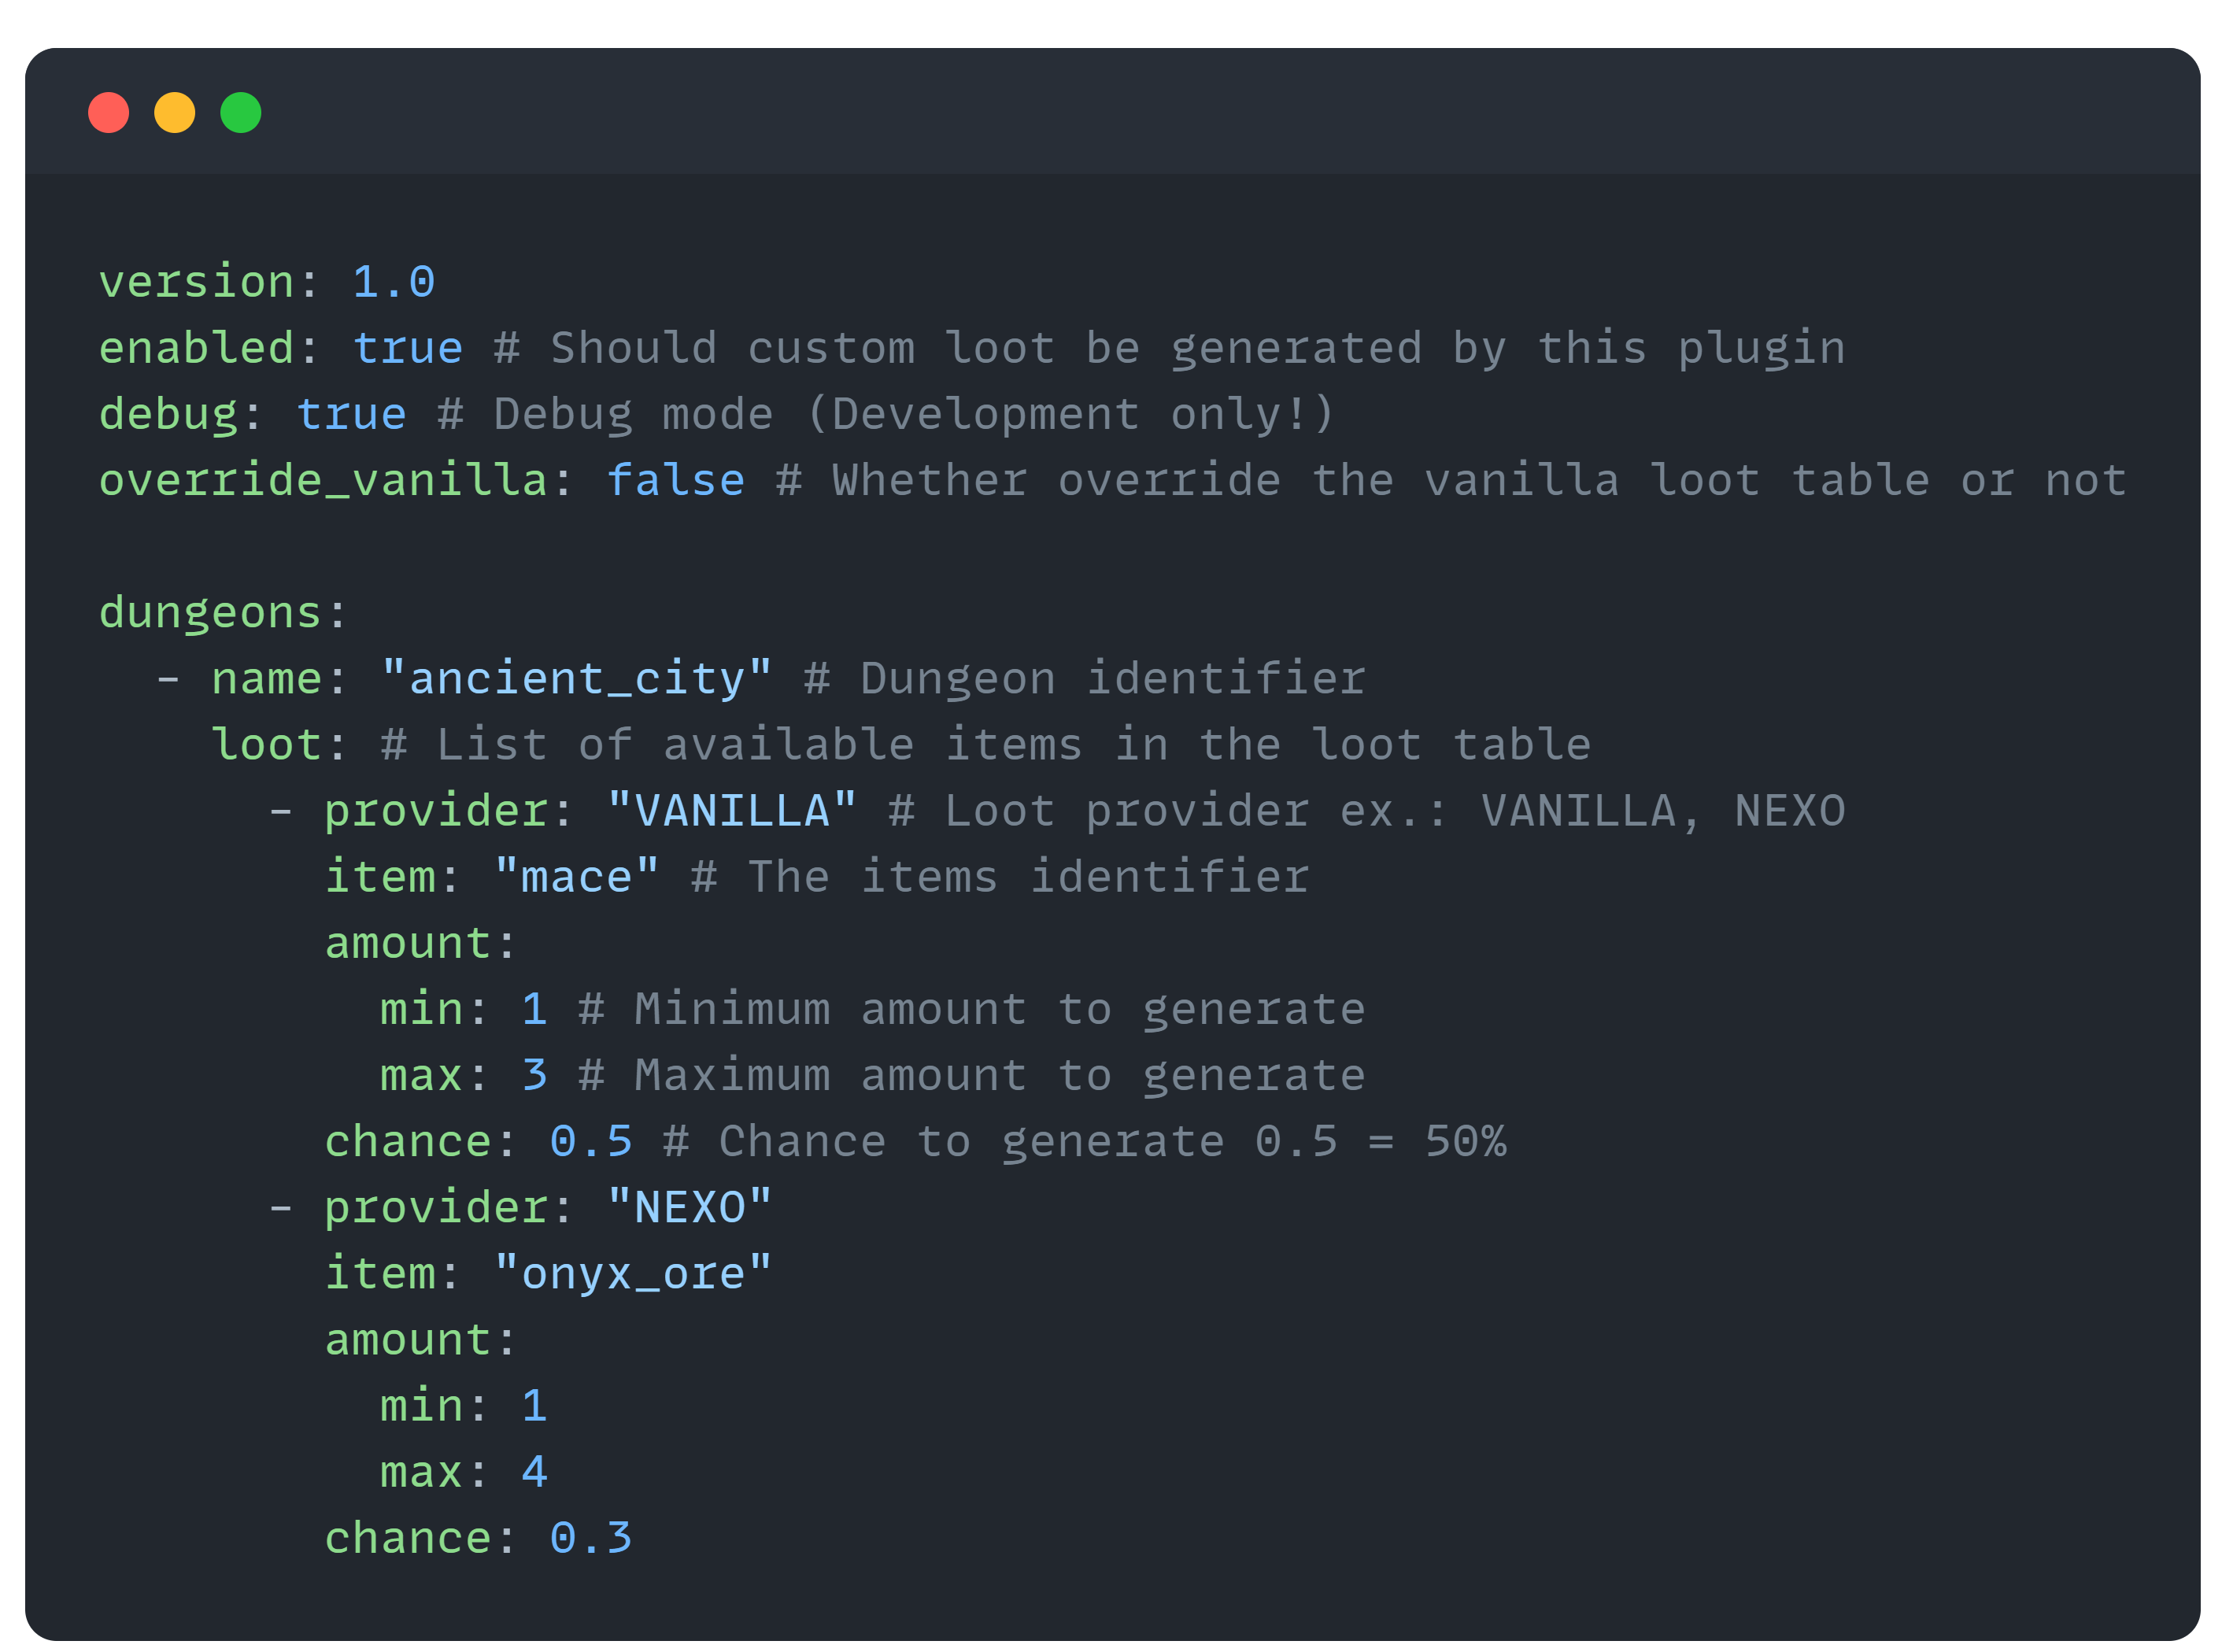 version: 1.0
enabled: true # Should custom loot be generated by this plugin
debug: true # Debug mode (Development only!)
override_vanilla: false # Whether override the vanilla loot table or not

dungeons:
  - name: "ancient_city" # Dungeon identifier
    loot: # List of available items in the loot table
      - provider: "VANILLA" # Loot provider ex.: VANILLA, NEXO
        item: "mace" # The items identifier
        amount:
          min: 1 # Minimum amount to generate
          max: 3 # Maximum amount to generate
        chance: 0.5 # Chance to generate 0.5 = 50%
      - provider: "NEXO"
        item: "onyx_ore"
        amount:
          min: 1
          max: 4
        chance: 0.3